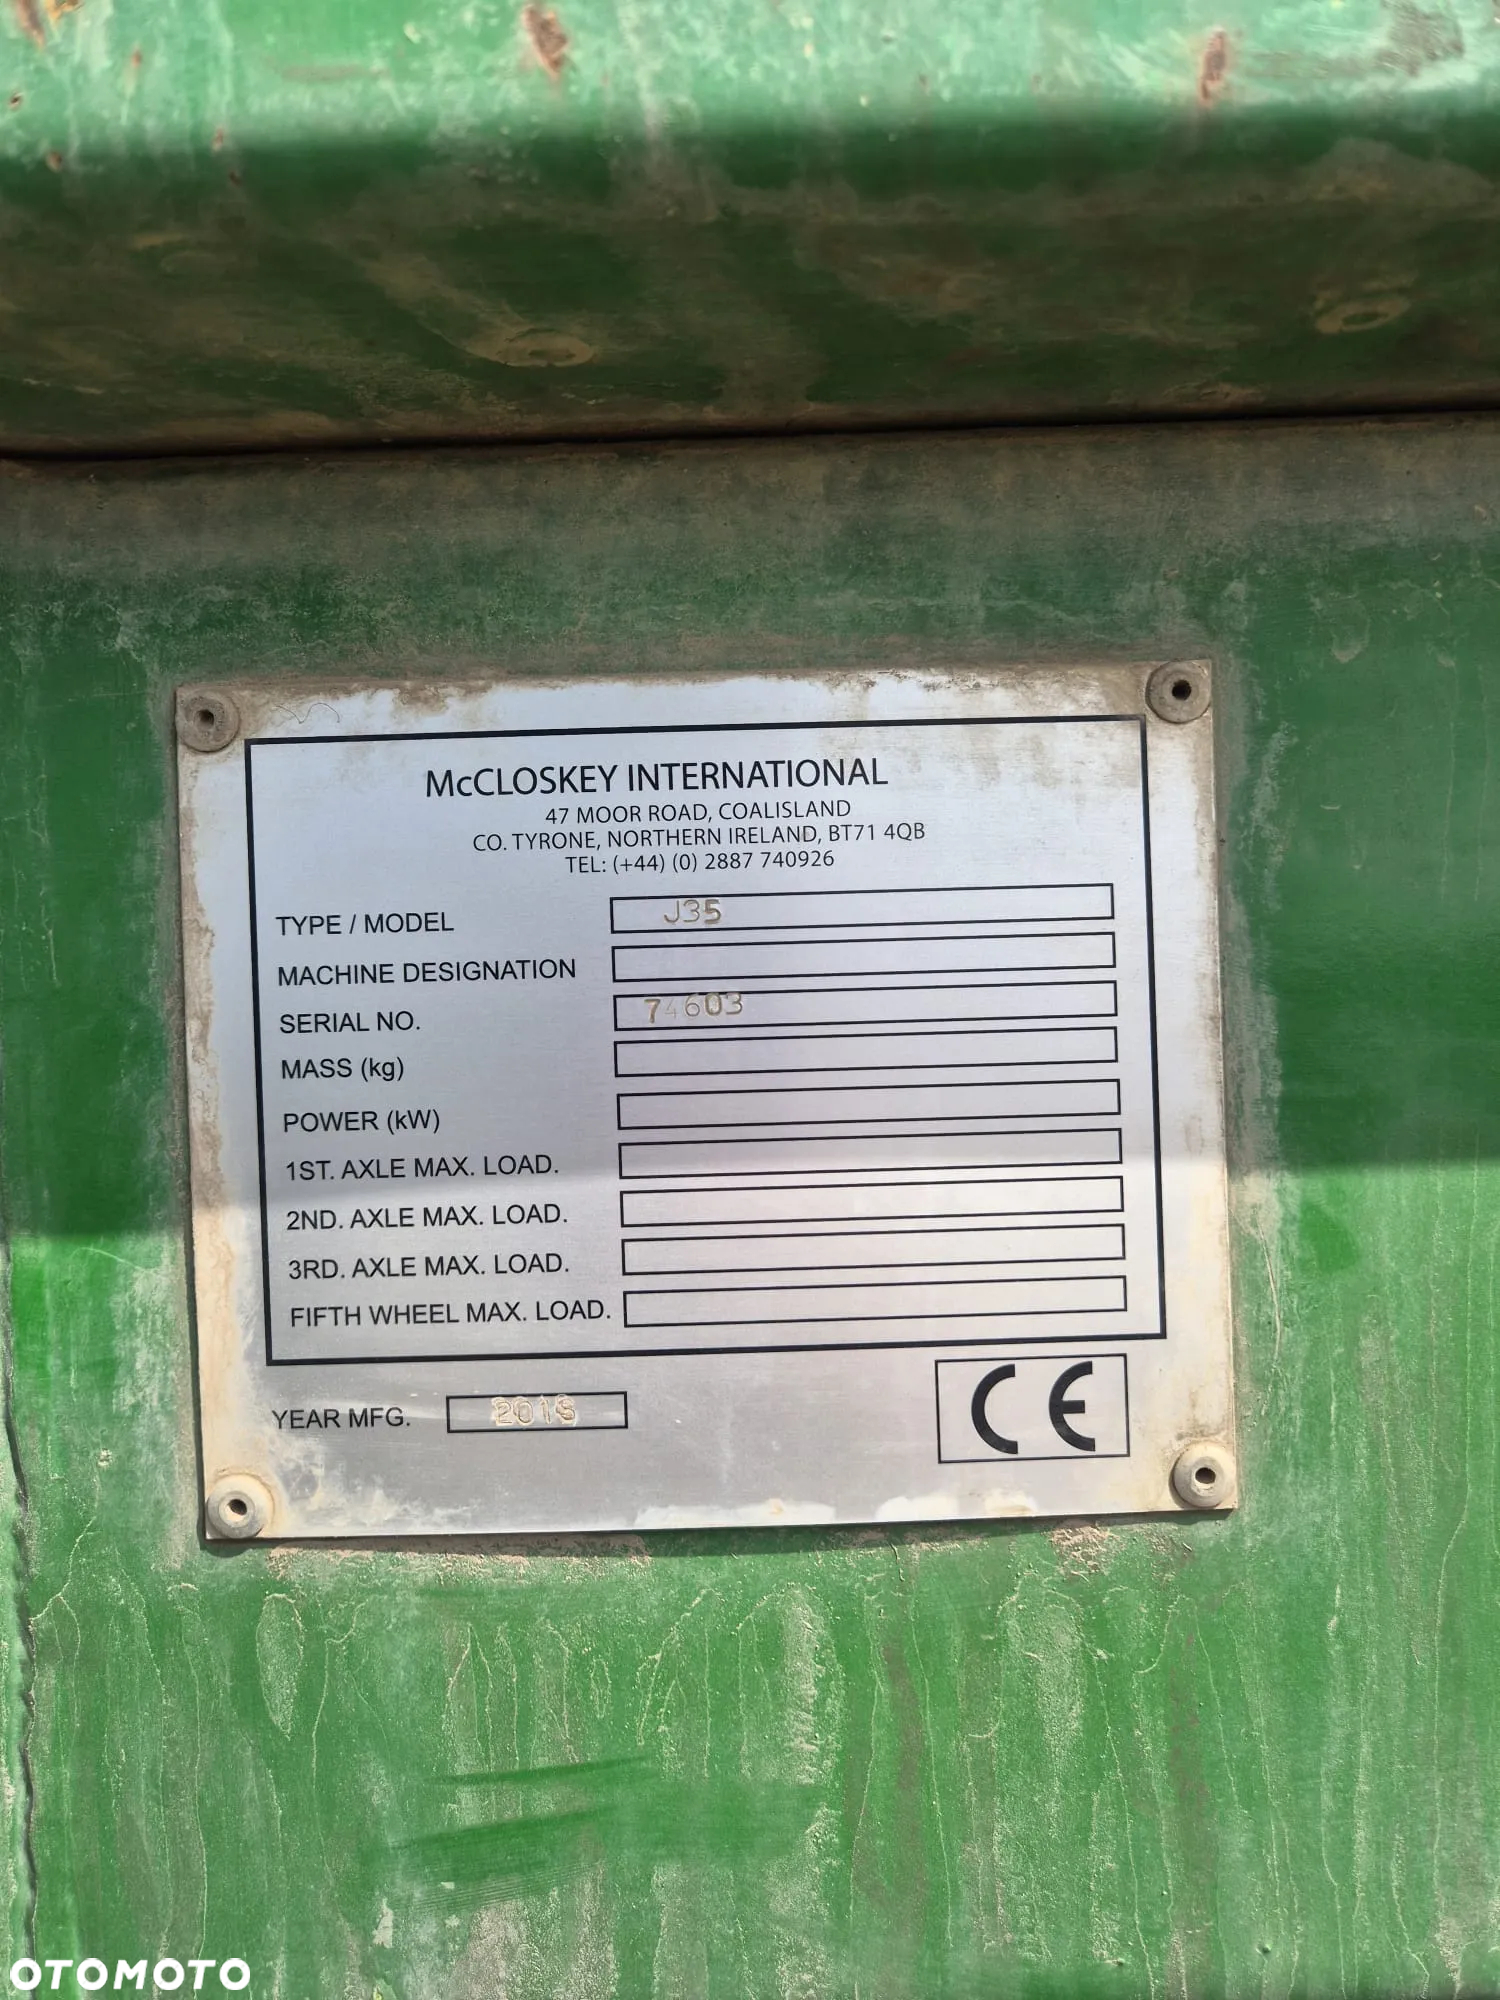 McCLOSKEY INTERNATIONAL
47 MOOR ROAD, COALISLAND
CO. TYRONE, NORTHERN IRELAND, BT71 4QB
TEL: (+44) (0) 2887 740926
TYPE / MODEL J35
MACHINE DESIGNATION
SERIAL NO. 74603
MASS (kg)
POWER (kW)
1ST. AXLE MAX. LOAD.
2ND. AXLE MAX. LOAD.
3RD. AXLE MAX. LOAD.
FIFTH WHEEL MAX. LOAD.
YEAR MFG.
CE
OTOMOTO